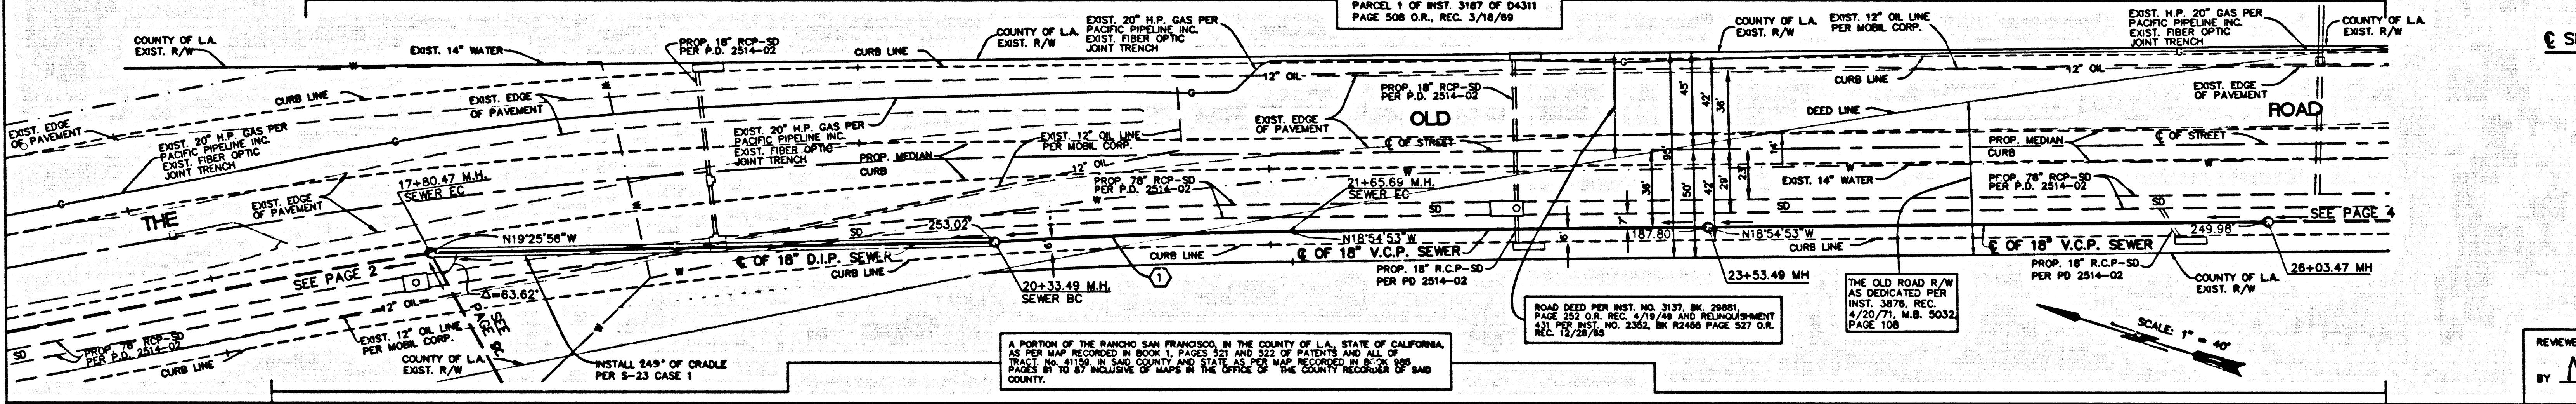 PARCEL 1 OF INST. 3187 OF D4311
PAGE 508 O.R., REC. 3/18/69
COUNTY OF L.A.
EXIST. R/W
EXIST. 14" WATER
PROP. 18" RCP-SD
PER P.D. 2514-02
CURB LINE
COUNTY OF L.A.
EXIST. R/W
EXIST. 20" H.P. GAS PER
PACIFIC PIPELINE INC.
EXIST. FIBER OPTIC
JOINT TRENCH
COUNTY OF L.A.
EXIST. R/W
EXIST. 12" OIL LINE
PER MOBIL CORP.
EXIST. H.P. 20" GAS PER
PACIFIC PIPELINE INC.
EXIST. FIBER OPTIC
JOINT TRENCH
COUNTY OF L.A.
EXIST. R/W
W
G
12" OIL
CURB LINE
12" OIL
CURB LINE
EXIST. EDGE
OF PAVEMENT
W
G
PROP. 18" RCP-SD
PER P.D. 2514-02
45'
42'
36'
EXIST. EDGE
OF PAVEMENT
EXIST. EDGE
OF PAVEMENT
EXIST. 20" H.P. GAS PER
PACIFIC PIPELINE INC.
EXIST. FIBER OPTIC
JOINT TRENCH
G
EXIST. 20" H.P. GAS PER
PACIFIC PIPELINE INC.
EXIST. FIBER OPTIC
JOINT TRENCH
EXIST. 12" OIL LINE
PER MOBIL CORP.
EXIST. EDGE
OF PAVEMENT
OLD
DEED LINE
ROAD
℄ OF STREET
℄ OF STREET
PROP. MEDIAN
CURB
12" OIL
95'
14'
PROP. MEDIAN
CURB
W
W
17+80.47 M.H.
SEWER EC
EXIST. EDGE
OF PAVEMENT
G
W
PROP. 78" RCP-SD
PER P.D. 2514-02
W
21+65.69 M.H.
SEWER EC
36'
50'
42'
29'
23'
EXIST. 14" WATER
PROP. 78" RCP-SD
PER P.D. 2514-02
THE
SD
SD
SD
SD
N19°25'56"W
253.02'
6'
N18°54'53"W
6'
7'
187.80'
N18°54'53"W
249.98'
SEE PAGE 4
SEE PAGE 2
℄ OF 18" D.I.P. SEWER
CURB LINE
W
CURB LINE
℄ OF 18" V.C.P. SEWER
CURB LINE
℄ OF 18" V.C.P. SEWER
Δ=63.62°
1
PROP. 18" R.C.P-SD
PER PD 2514-02
PROP. 18" R.C.P-SD
PER PD 2514-02
COUNTY OF L.A.
EXIST. R/W
26+03.47 MH
23+53.49 MH
20+33.49 M.H.
SEWER BC
12" OIL
SD
PROP. 78" RCP-SD
PER P.D. 2514-02
EXIST. 12" OIL LINE
PER MOBIL CORP.
CURB LINE
COUNTY OF L.A.
EXIST. R/W
W
INSTALL 249' OF CRADLE
PER S-23 CASE 1
ROAD DEED PER INST. NO. 3137, BK. 29881,
PAGE 252 O.R. REC. 4/19/49 AND RELINQUISHMENT
431 PER INST. NO. 2352, BK R2455 PAGE 527 O.R.
REC. 12/28/65
THE OLD ROAD R/W
AS DEDICATED PER
INST. 3876, REC.
4/20/71, M.B. 5032,
PAGE 108
SCALE: 1" = 40'
A PORTION OF THE RANCHO SAN FRANCISCO, IN THE COUNTY OF L.A., STATE OF CALIFORNIA,
AS PER MAP RECORDED IN BOOK 1, PAGES 521 AND 522 OF PATENTS AND ALL OF
TRACT, No. 41159, IN SAID COUNTY AND STATE AS PER MAP RECORDED IN BOOK 985
PAGES 81 TO 87 INCLUSIVE OF MAPS IN THE OFFICE OF THE COUNTY RECORDER OF SAID
COUNTY.
REVIEWE
BY